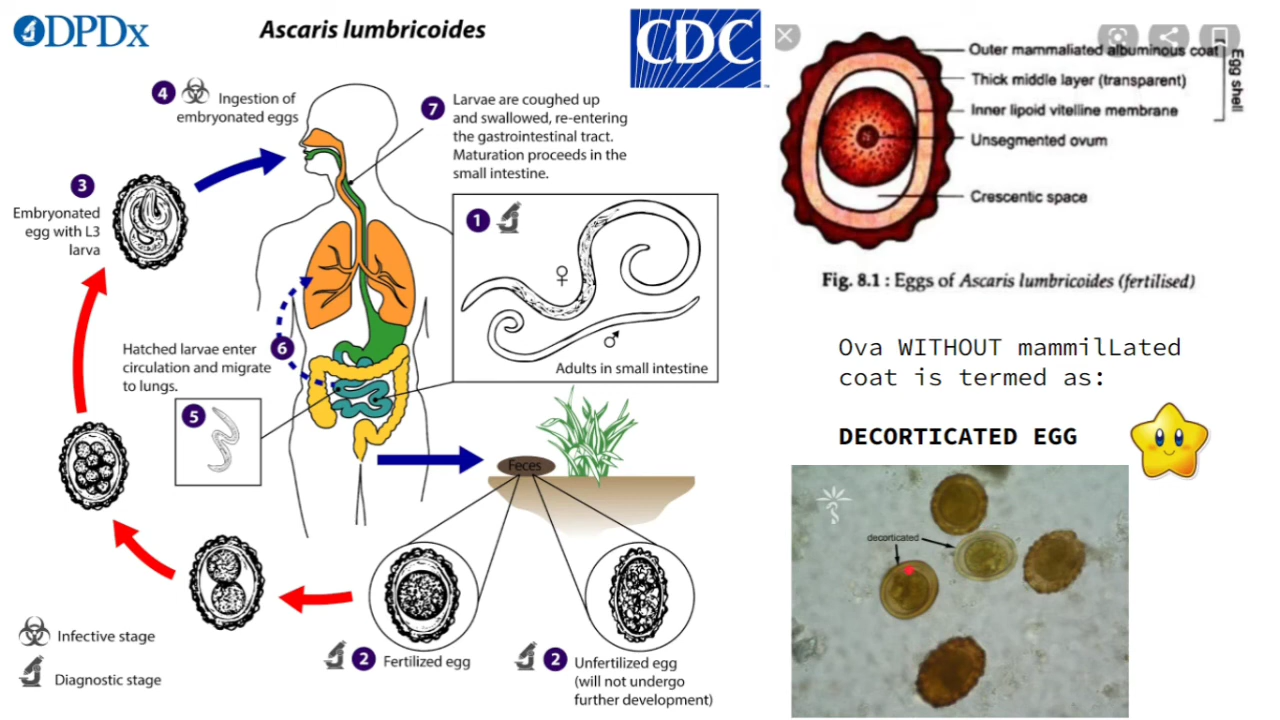 DPDx
Ascaris lumbricoides
CDC
4
Ingestion of
embryonated eggs
7
Larvae are coughed up
and swallowed, re-entering
the gastrointestinal tract.
Maturation proceeds in the
small intestine.
3
Embryonated
egg with L3
larva
1
♀
♂
Adults in small intestine
6
Hatched larvae enter
circulation and migrate
to lungs.
5
Feces
2
Fertilized egg
2
Unfertilized egg
(will not undergo
further development)
Infective stage
Diagnostic stage
Outer mammaliated albuminous coat
Thick middle layer (transparent)
Inner lipoid vitelline membrane
Unsegmented ovum
Crescentic space
Egg shell
Fig. 8.1 : Eggs of Ascaris lumbricoides (fertilised)
Ova WITHOUT mammilLated
coat is termed as:
DECORTICATED EGG
decorticated